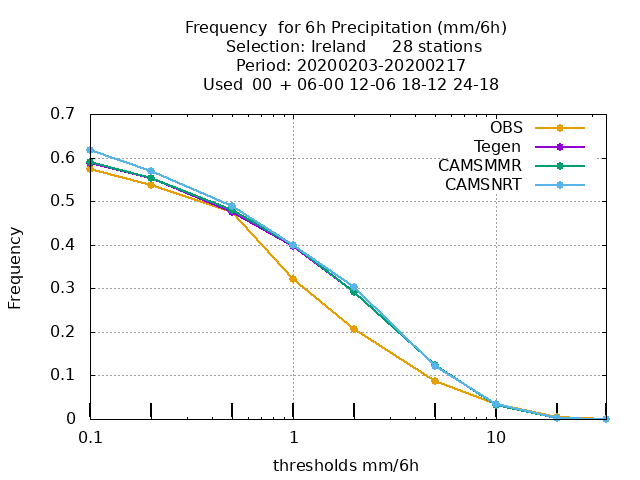 Frequency  for 6h Precipitation (mm/6h)
Selection: Ireland     28 stations
Period: 20200203-20200217
Used  00  + 06-00 12-06 18-12 24-18
OBS
Tegen
CAMSMMR
CAMSNRT
Frequency
0.7
0.6
0.5
0.4
0.3
0.2
0.1
0
0.1
1
10
thresholds mm/6h